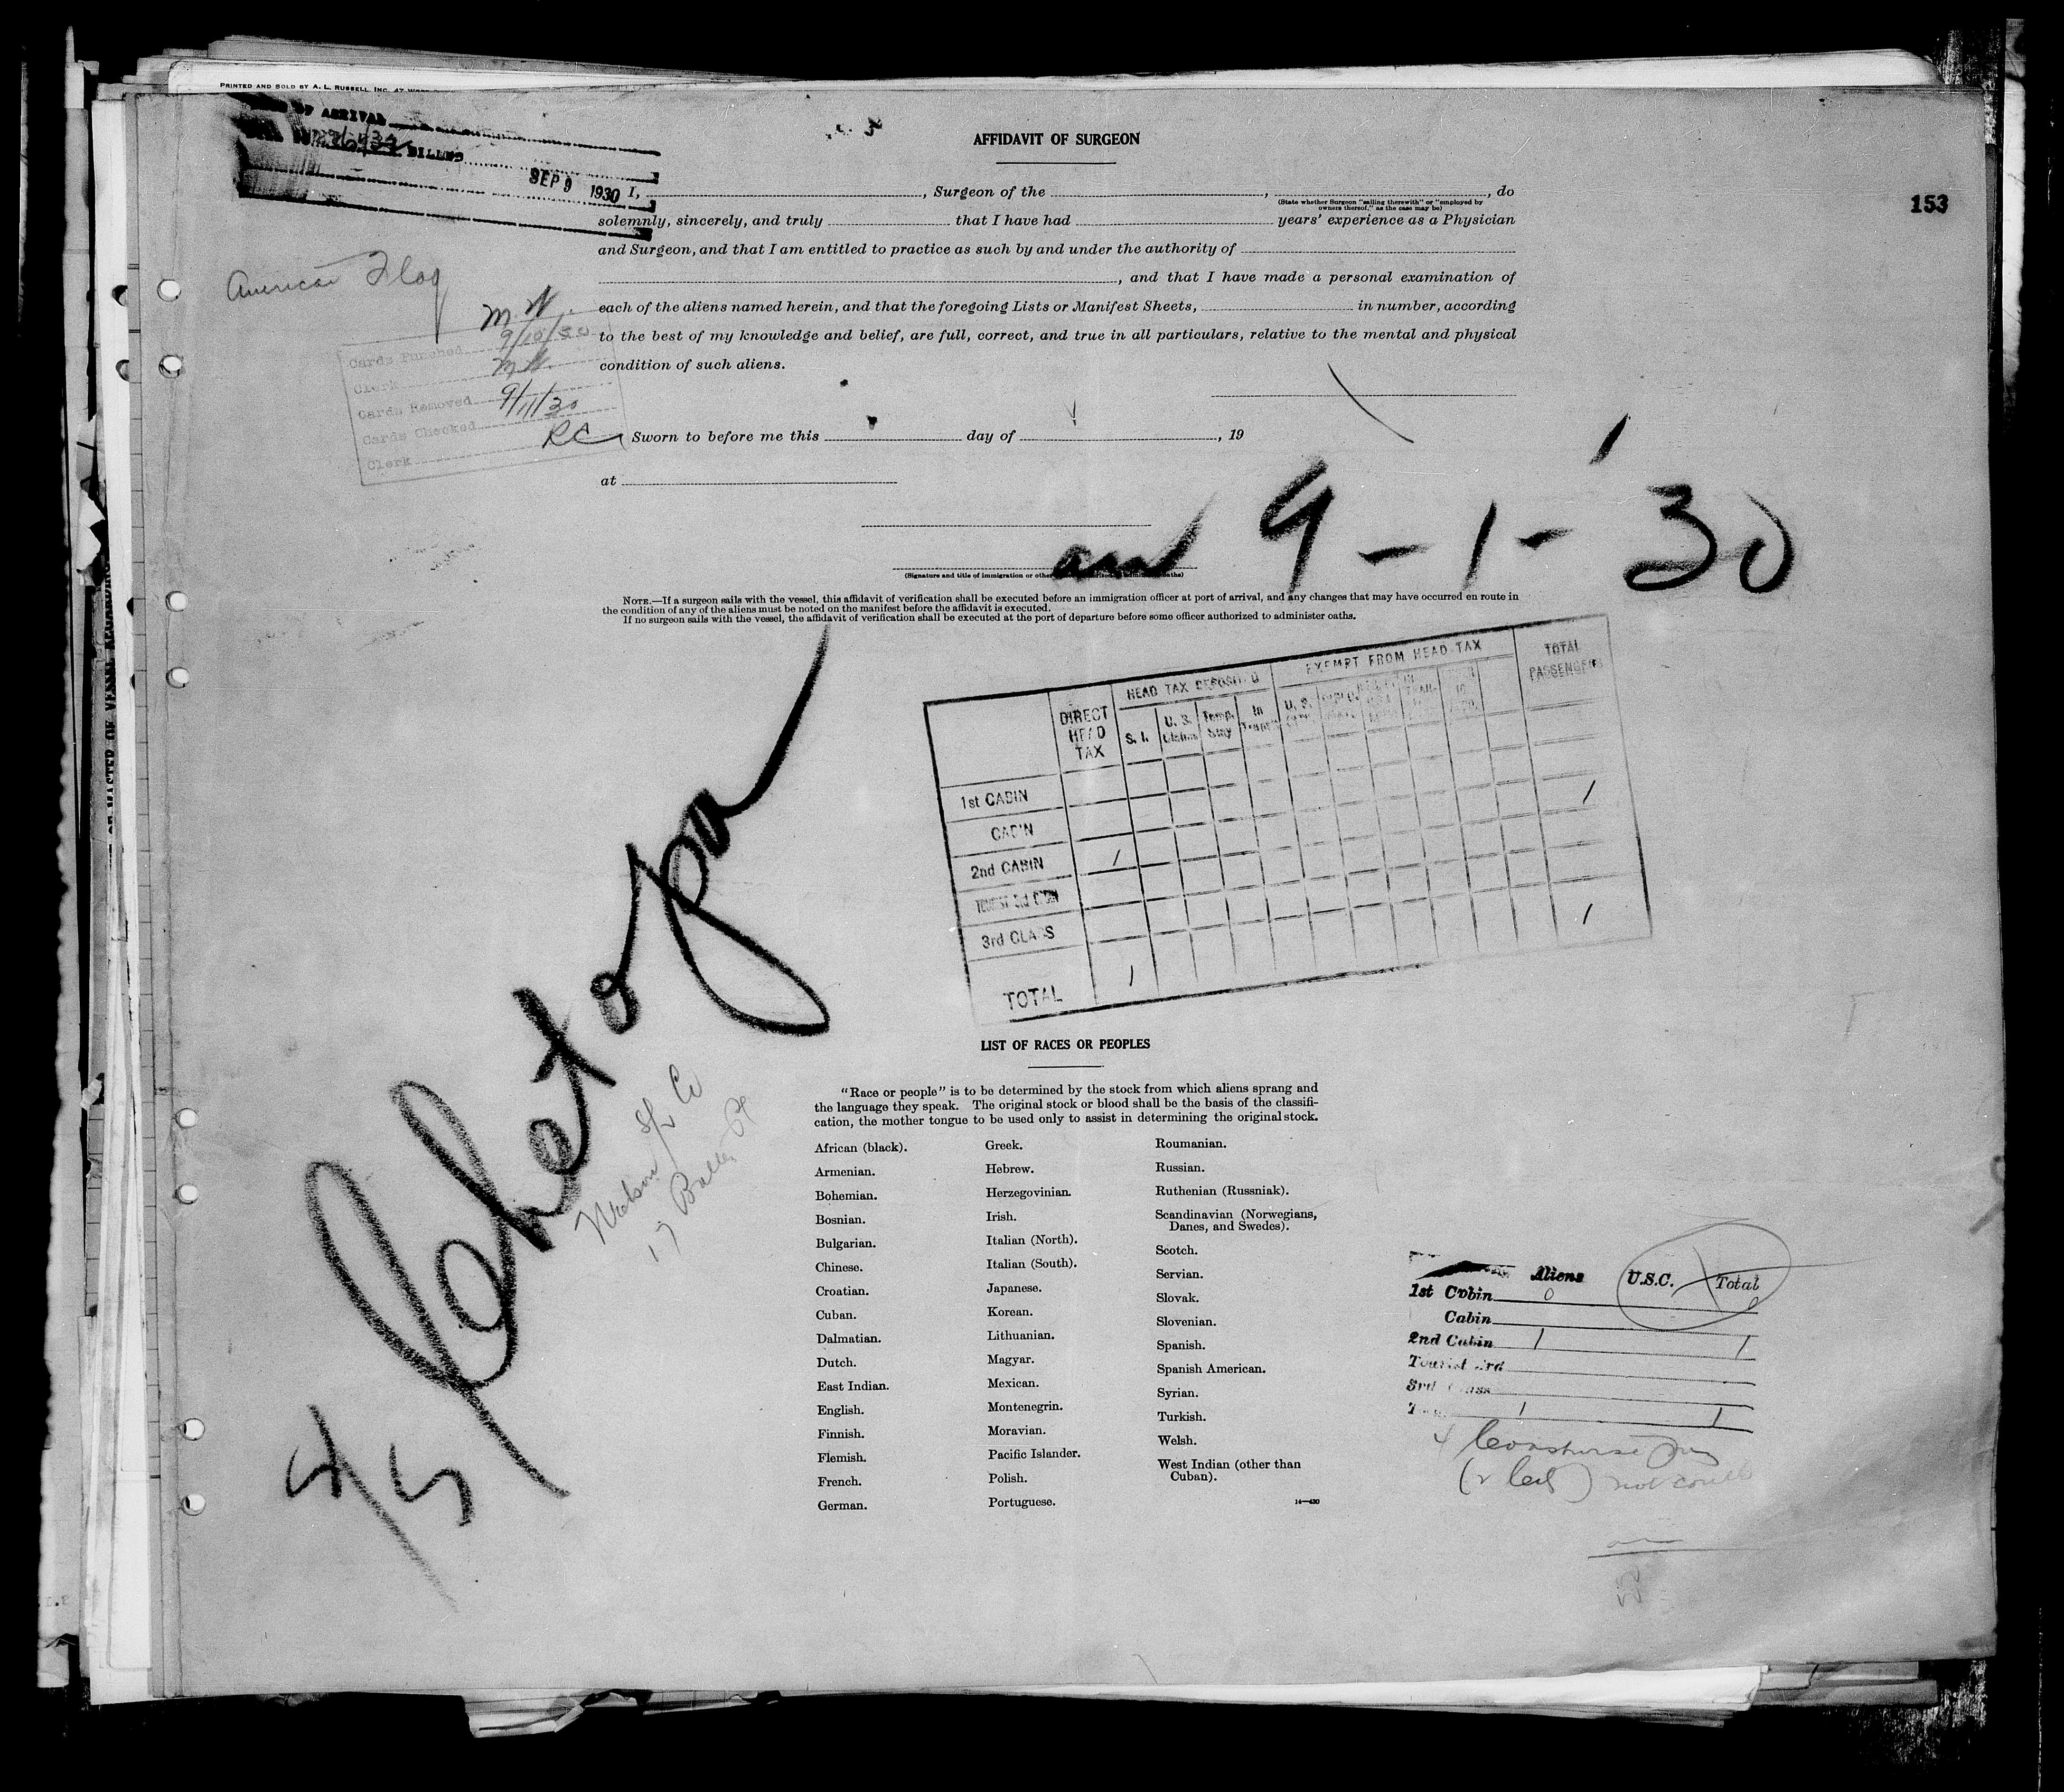 PRINTED AND SOLD BY A. L. RUSSELL, INC.
OF ARRIVAL
BILLED
SEP 9 1930
AFFIDAVIT OF SURGEON
153
I, , Surgeon of the , , do
(State whether Surgeon "sailing therewith" or "employed by
owners thereof," as the case may be)
solemnly, sincerely, and truly that I have had years' experience as a Physician
and Surgeon, and that I am entitled to practice as such by and under the authority of
, and that I have made a personal examination of
each of the aliens named herein, and that the foregoing Lists or Manifest Sheets, in number, according
to the best of my knowledge and belief, are full, correct, and true in all particulars, relative to the mental and physical
condition of such aliens.
American Flag
M.W.
Cards Punched 9/10/30
Clerk M.W.
Cards Removed 9/11/30
Cards Checked
Clerk RC
Sworn to before me this day of , 19
at
arr 9-1-'30
(Signature and title of immigration or other
NOTE.—If a surgeon sails with the vessel, this affidavit of verification shall be executed before an immigration officer at port of arrival, and any changes that may have occurred en route in
the condition of any of the aliens must be noted on the manifest before the affidavit is executed.
If no surgeon sails with the vessel, the affidavit of verification shall be executed at the port of departure before some officer authorized to administer oaths.
HEAD TAX DEPOSITED EXEMPT FROM HEAD TAX TOTAL PASSENGERS
DIRECT HEAD TAX S. I. U. S. Temp. Stay In U. S.
1st CABIN
CABIN 1
2nd CABIN 1
3rd CLASS 1
TOTAL 1
S/S Chetopa
17 Battery Pl
LIST OF RACES OR PEOPLES
"Race or people" is to be determined by the stock from which aliens sprang and
the language they speak. The original stock or blood shall be the basis of the classifi-
cation, the mother tongue to be used only to assist in determining the original stock.
African (black).
Armenian.
Bohemian.
Bosnian.
Bulgarian.
Chinese.
Croatian.
Cuban.
Dalmatian.
Dutch.
East Indian.
English.
Finnish.
Flemish.
French.
German.
Greek.
Hebrew.
Herzegovinian.
Irish.
Italian (North).
Italian (South).
Japanese.
Korean.
Lithuanian.
Magyar.
Mexican.
Montenegrin.
Moravian.
Pacific Islander.
Polish.
Portuguese.
Roumanian.
Russian.
Ruthenian (Russniak).
Scandinavian (Norwegians,
Danes, and Swedes).
Scotch.
Servian.
Slovak.
Slovenian.
Spanish.
Spanish American.
Syrian.
Turkish.
Welsh.
West Indian (other than
Cuban).
14—430
Aliens U.S.C. Total
1st Cabin 0
Cabin
2nd Cabin 1 1
Tourist 3rd
3rd Class
1 1